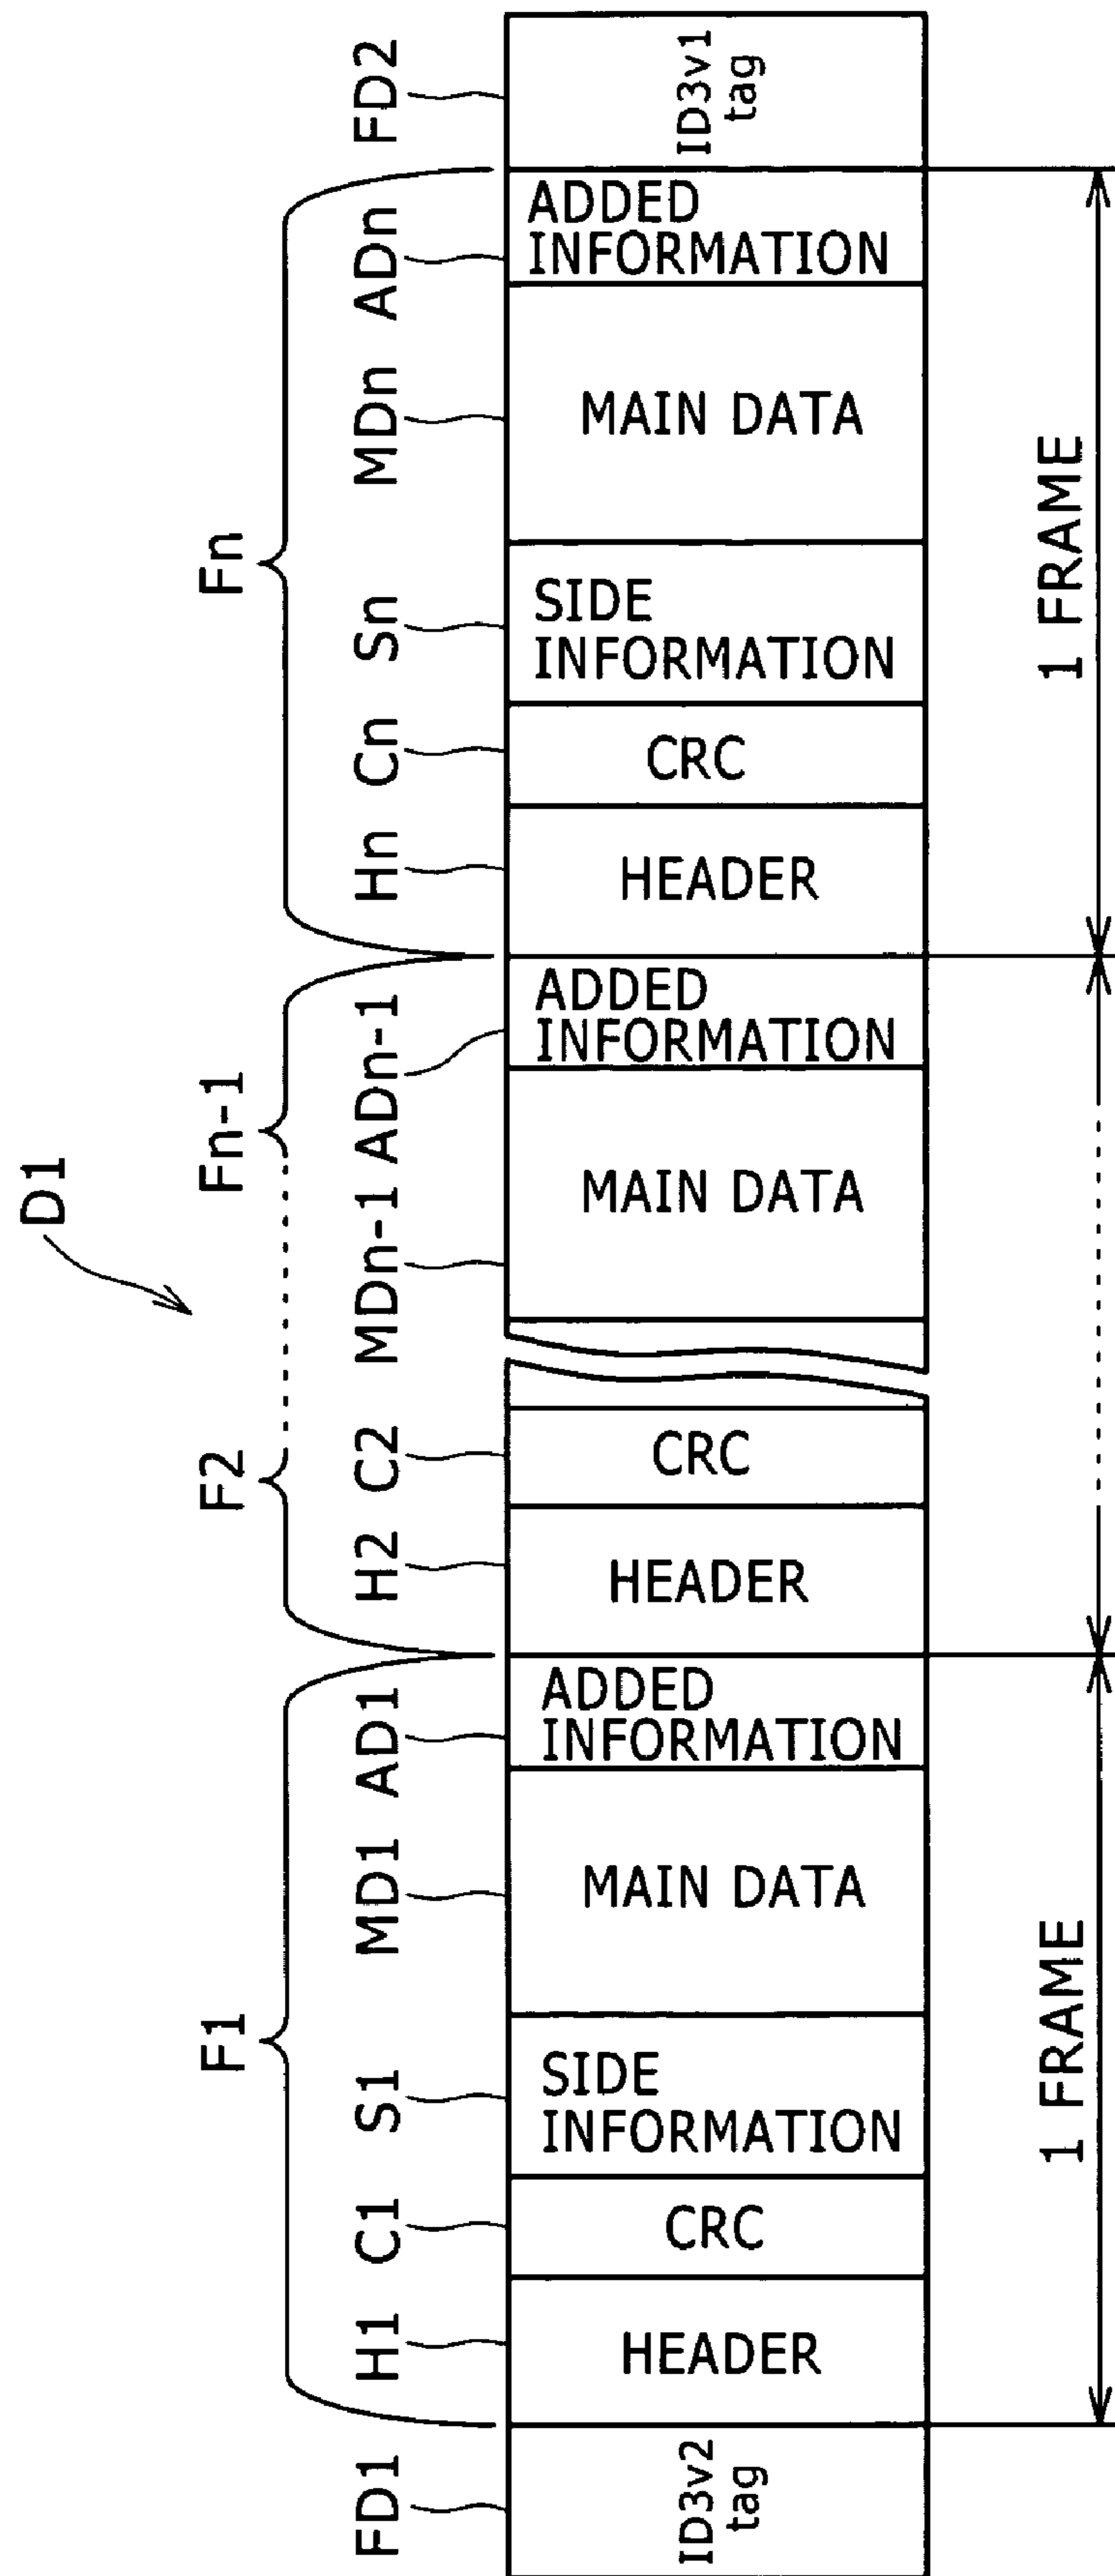 D1
F1
F2
Fn-1
Fn
FD1
H1
C1
S1
MD1
AD1
H2
C2
MDn-1
ADn-1
Hn
Cn
Sn
MDn
ADn
FD2
ID3v2
tag
HEADER
CRC
SIDE
INFORMATION
MAIN DATA
ADDED
INFORMATION
HEADER
CRC
MAIN DATA
ADDED
INFORMATION
HEADER
CRC
SIDE
INFORMATION
MAIN DATA
ADDED
INFORMATION
ID3v1
tag
1 FRAME
1 FRAME